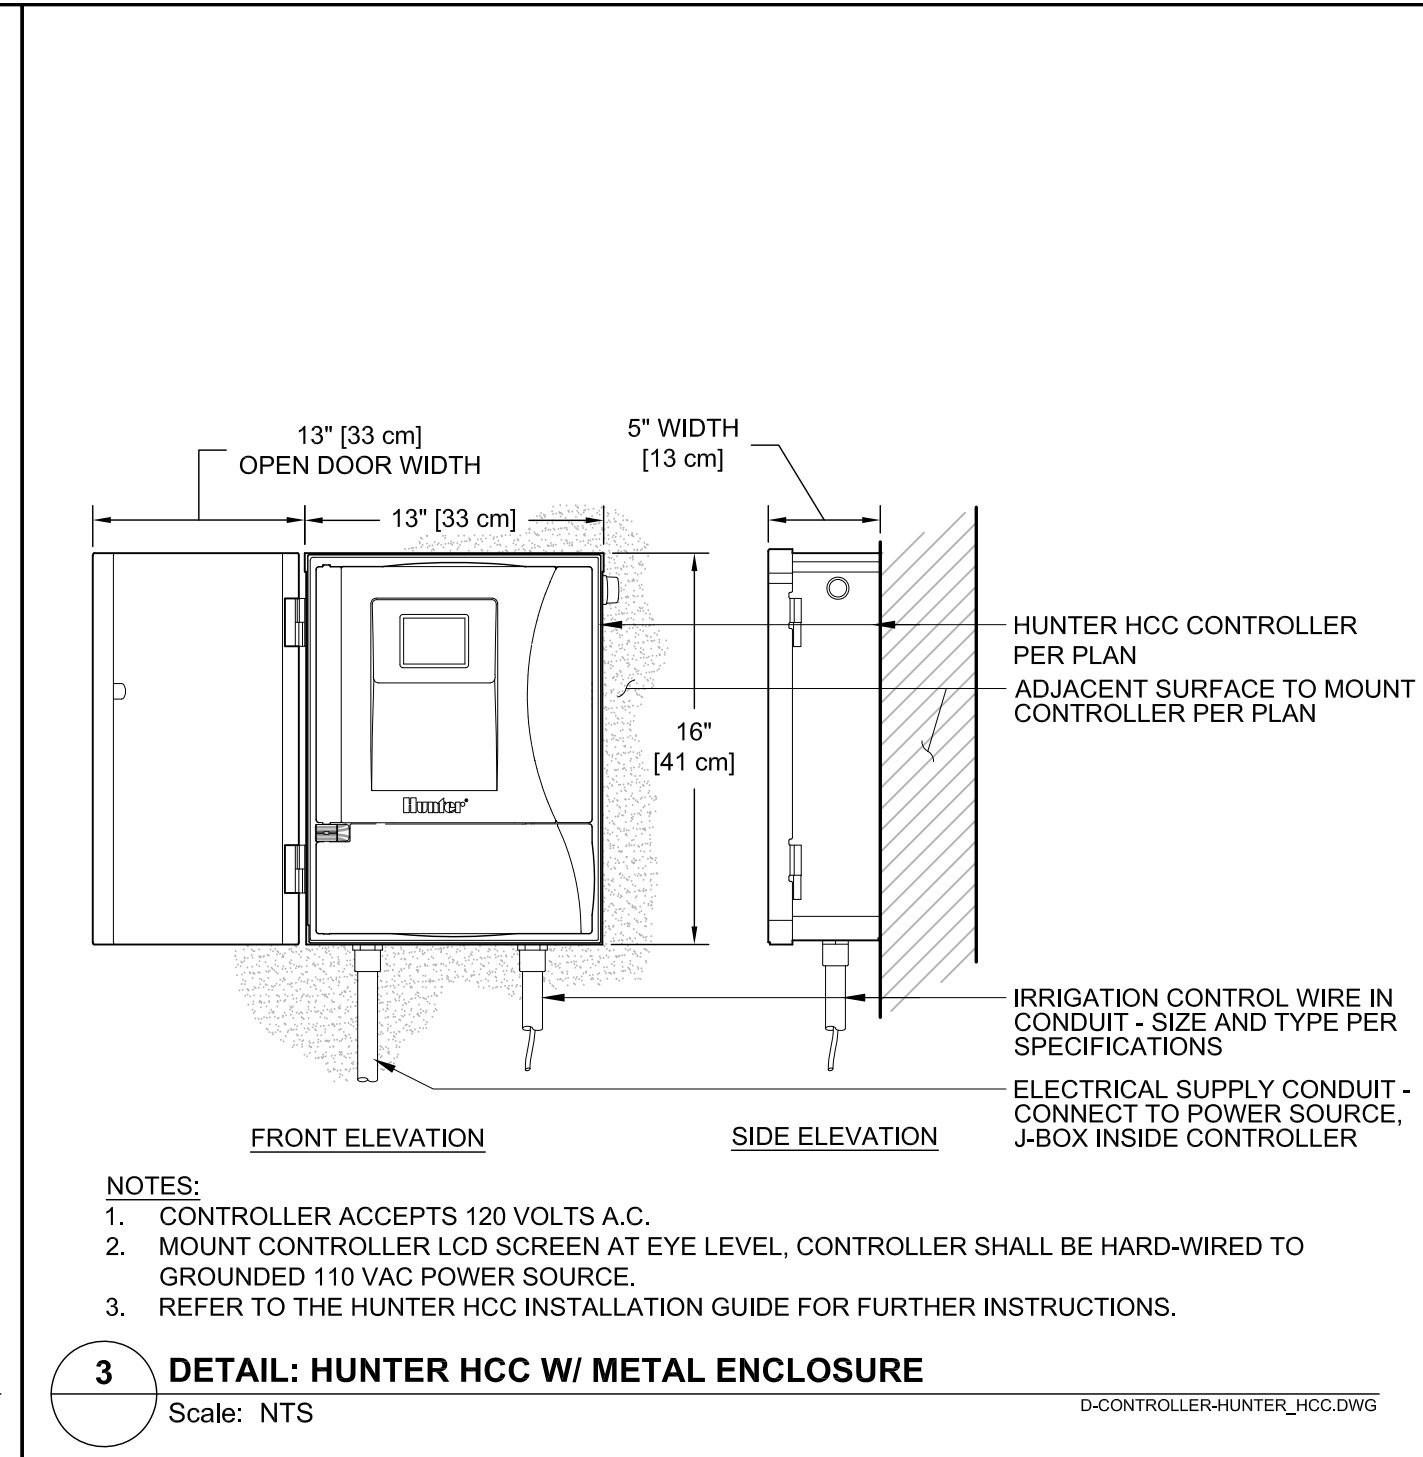 13" [33 cm]
OPEN DOOR WIDTH
5" WIDTH
[13 cm]
13" [33 cm]
HUNTER HCC CONTROLLER
PER PLAN
ADJACENT SURFACE TO MOUNT
CONTROLLER PER PLAN
16"
[41 cm]
Hunter®
IRRIGATION CONTROL WIRE IN
CONDUIT - SIZE AND TYPE PER
SPECIFICATIONS
ELECTRICAL SUPPLY CONDUIT -
CONNECT TO POWER SOURCE,
J-BOX INSIDE CONTROLLER
FRONT ELEVATION
SIDE ELEVATION
NOTES:
1. CONTROLLER ACCEPTS 120 VOLTS A.C.
2. MOUNT CONTROLLER LCD SCREEN AT EYE LEVEL, CONTROLLER SHALL BE HARD-WIRED TO
GROUNDED 110 VAC POWER SOURCE.
3. REFER TO THE HUNTER HCC INSTALLATION GUIDE FOR FURTHER INSTRUCTIONS.
3 DETAIL: HUNTER HCC W/ METAL ENCLOSURE
Scale: NTS
D-CONTROLLER-HUNTER_HCC.DWG